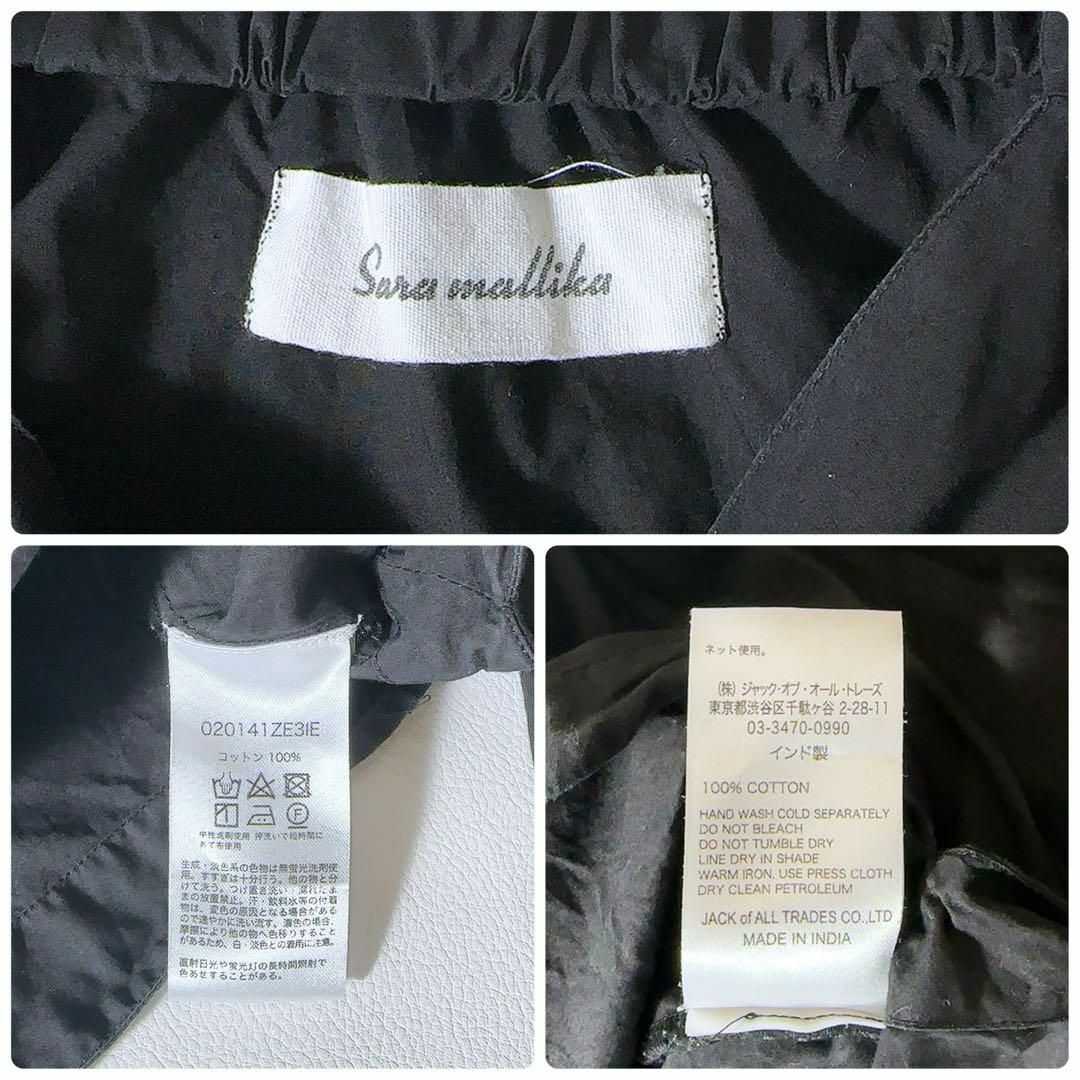 Sara mallika
020141ZE3IE
コットン 100%
中性洗剤使用 押洗いで短時間に
あて布使用
生成・淡色系の色物は無蛍光洗剤使
用。すすぎは十分行う。他の物と分
けて洗う。つけ置き洗い、濡れたま
まの放置禁止。汗・飲料水等の付着
物は、変色の原因となる場合がある
ので速やかに洗い流す。濃色の場合、
摩擦により他の物へ色移りすること
があるため、白・淡色との着用に注意。
直射日光や蛍光灯の長時間照射で
色あせすることがある。
ネット使用。
(株) ジャック・オブ・オール・トレーズ
東京都渋谷区千駄ヶ谷 2-28-11
03-3470-0990
インド製
100% COTTON
HAND WASH COLD SEPARATELY
DO NOT BLEACH
DO NOT TUMBLE DRY
LINE DRY IN SHADE
WARM IRON, USE PRESS CLOTH
DRY CLEAN PETROLEUM
JACK of ALL TRADES CO.,LTD
MADE IN INDIA